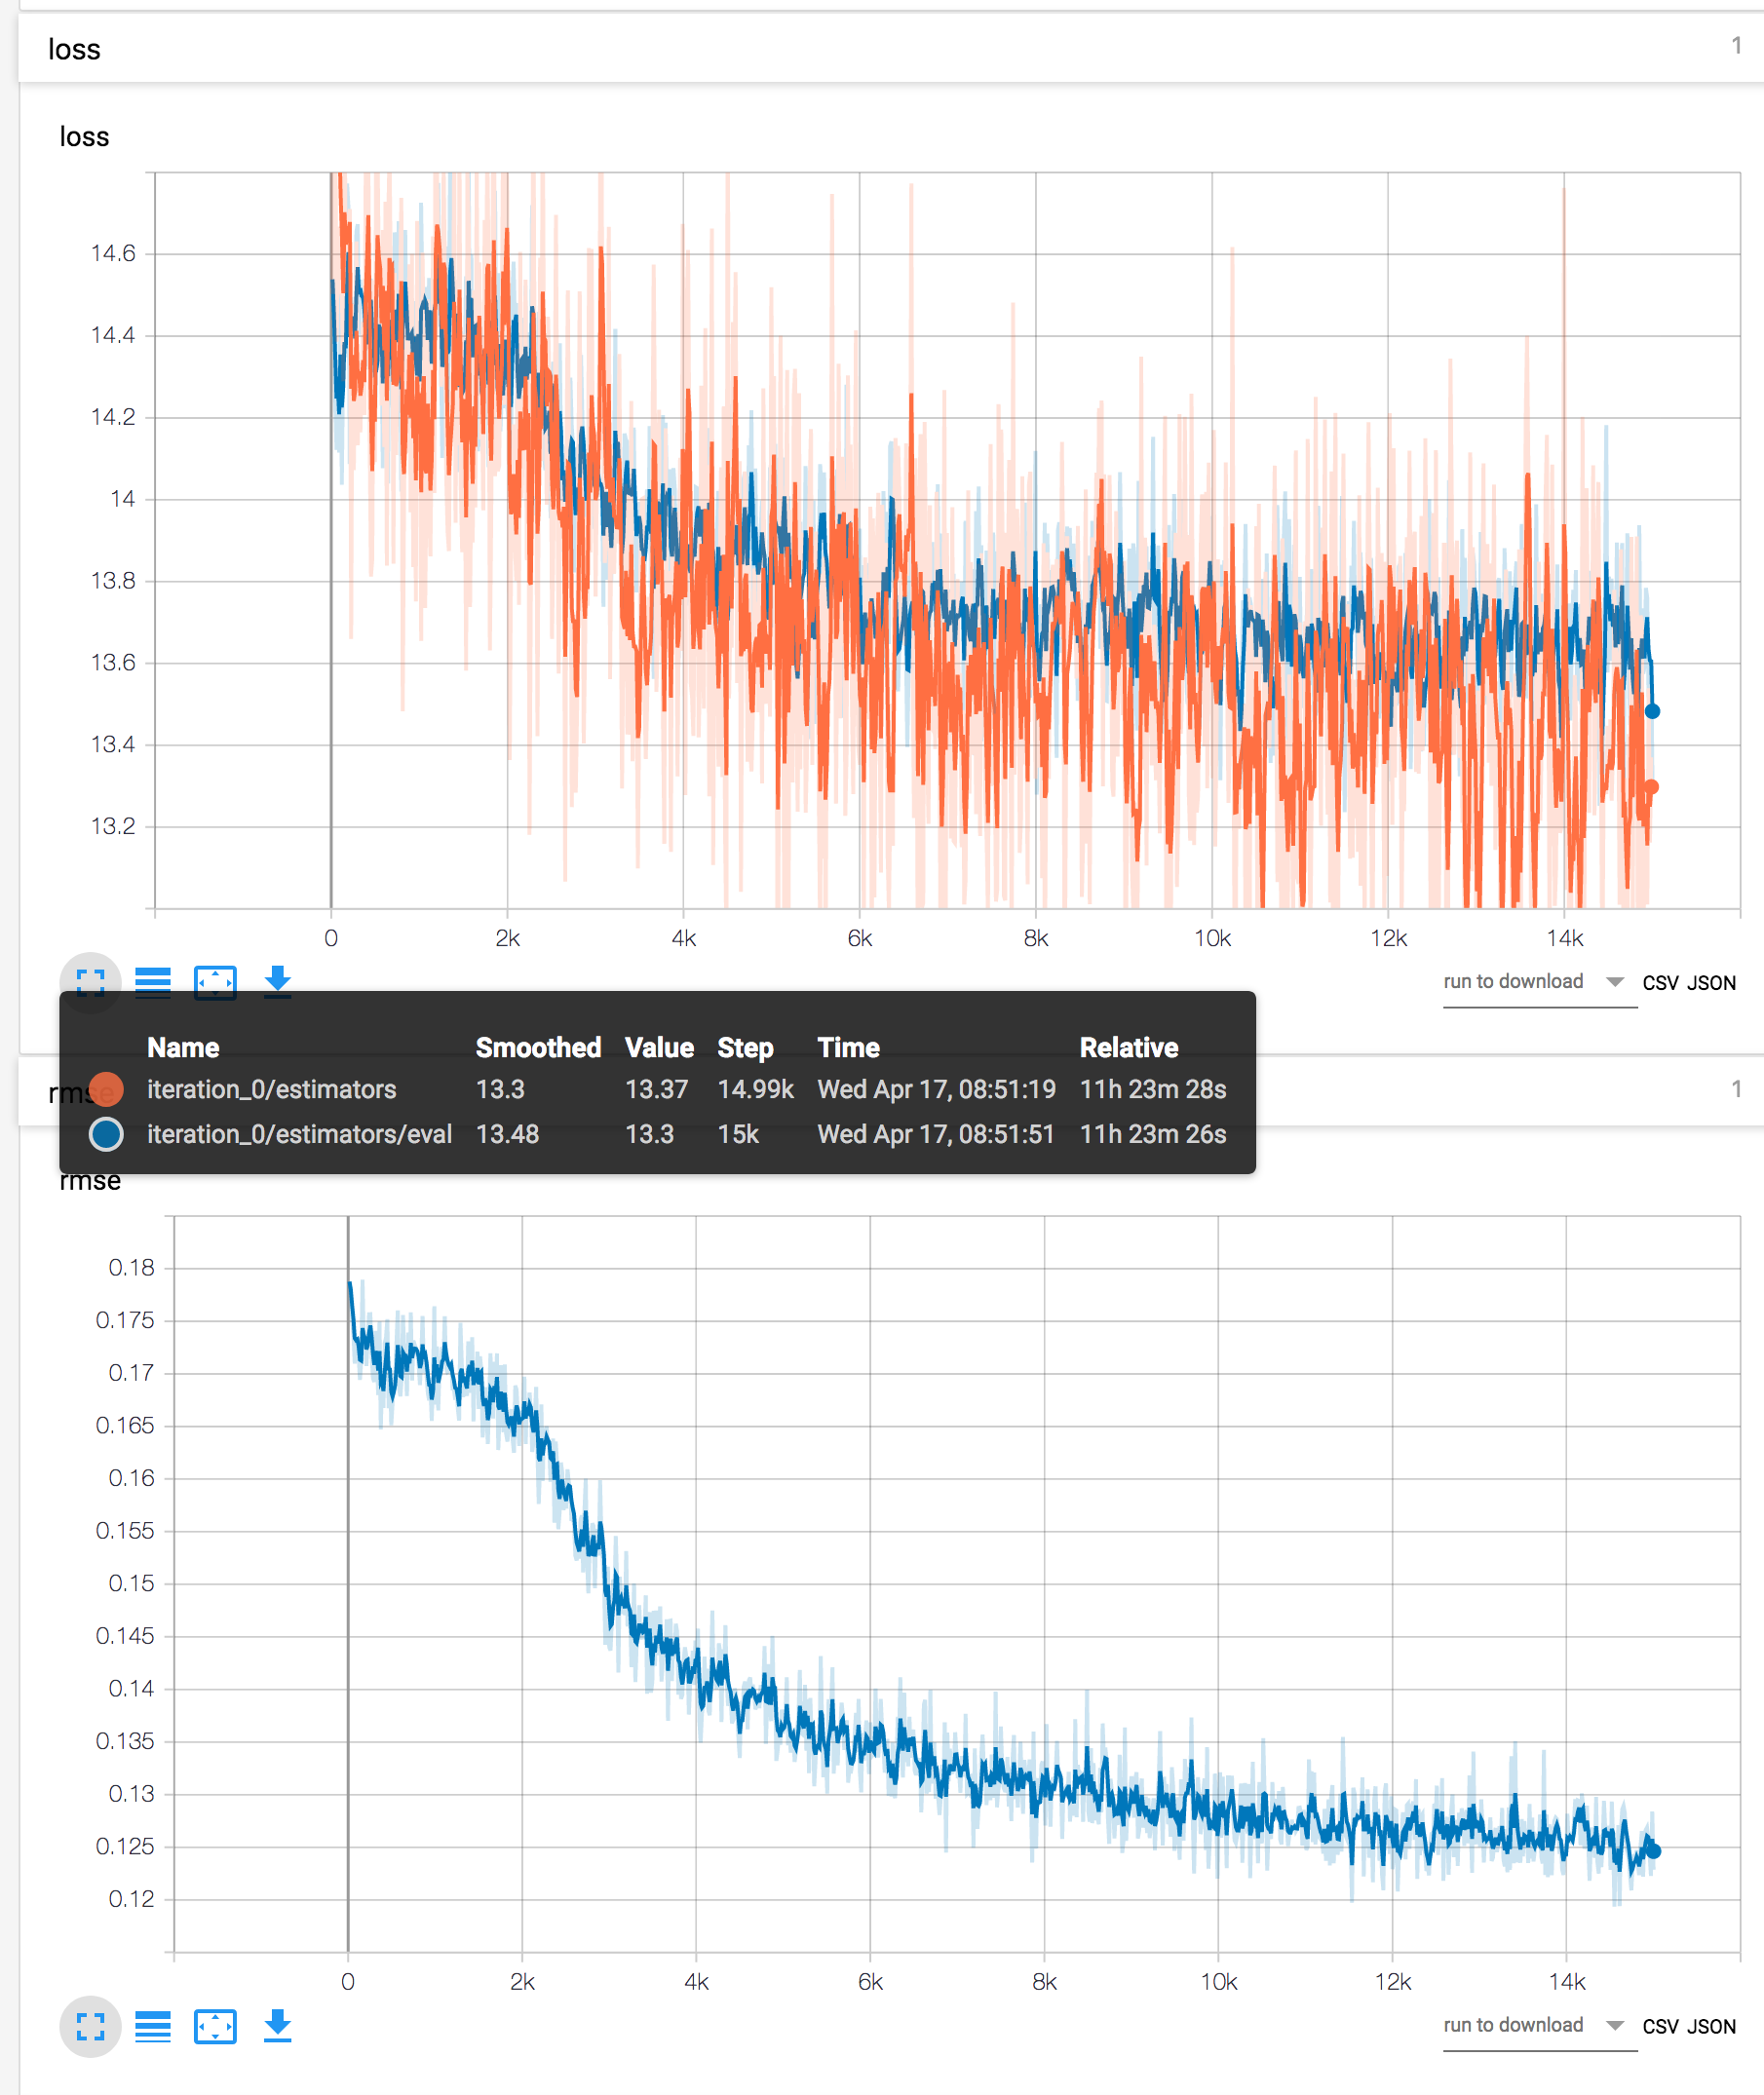 loss 1
loss
14.6
14.4
14.2
14
13.8
13.6
13.4
13.2
0 2k 4k 6k 8k 10k 12k 14k
run to download CSV JSON
Name Smoothed Value Step Time Relative
iteration_0/estimators 13.3 13.37 14.99k Wed Apr 17, 08:51:19 11h 23m 28s
iteration_0/estimators/eval 13.48 13.3 15k Wed Apr 17, 08:51:51 11h 23m 26s
rmse 1
rmse
0.18
0.175
0.17
0.165
0.16
0.155
0.15
0.145
0.14
0.135
0.13
0.125
0.12
0 2k 4k 6k 8k 10k 12k 14k
run to download CSV JSON